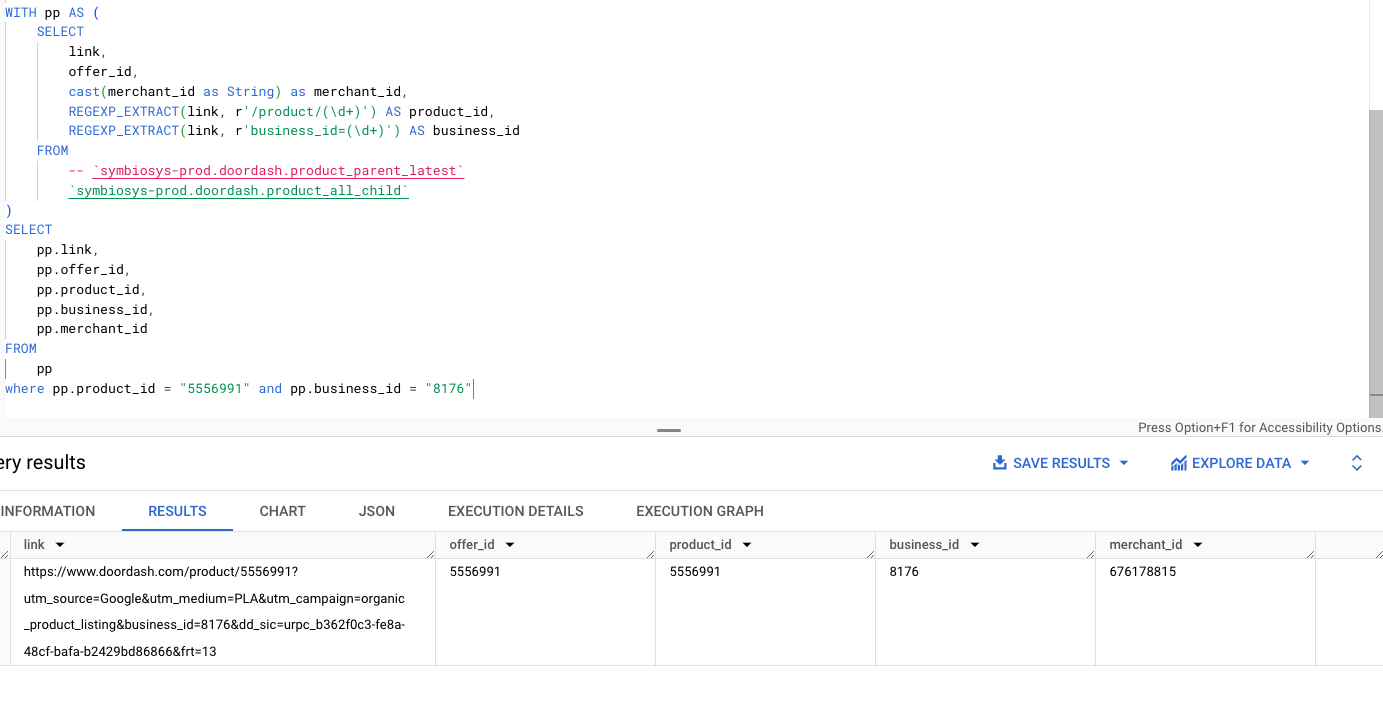 WITH pp AS (
SELECT
link,
offer_id,
cast(merchant_id as String) as merchant_id,
REGEXP_EXTRACT(link, r'/product/(\d+)') AS product_id,
REGEXP_EXTRACT(link, r'business_id=(\d+)') AS business_id
FROM
-- `symbiosys-prod.doordash.product_parent_latest`
`symbiosys-prod.doordash.product_all_child`
)
SELECT
pp.link,
pp.offer_id,
pp.product_id,
pp.business_id,
pp.merchant_id
FROM
pp
where pp.product_id = "5556991" and pp.business_id = "8176"
Press Option+F1 for Accessibility Options.
ery results SAVE RESULTS EXPLORE DATA
INFORMATION RESULTS CHART JSON EXECUTION DETAILS EXECUTION GRAPH
link offer_id product_id business_id merchant_id
https://www.doordash.com/product/5556991? 5556991 5556991 8176 676178815
utm_source=Google&utm_medium=PLA&utm_campaign=organic
_product_listing&business_id=8176&dd_sic=urpc_b362f0c3-fe8a-
48cf-bafa-b2429bd86866&frt=13